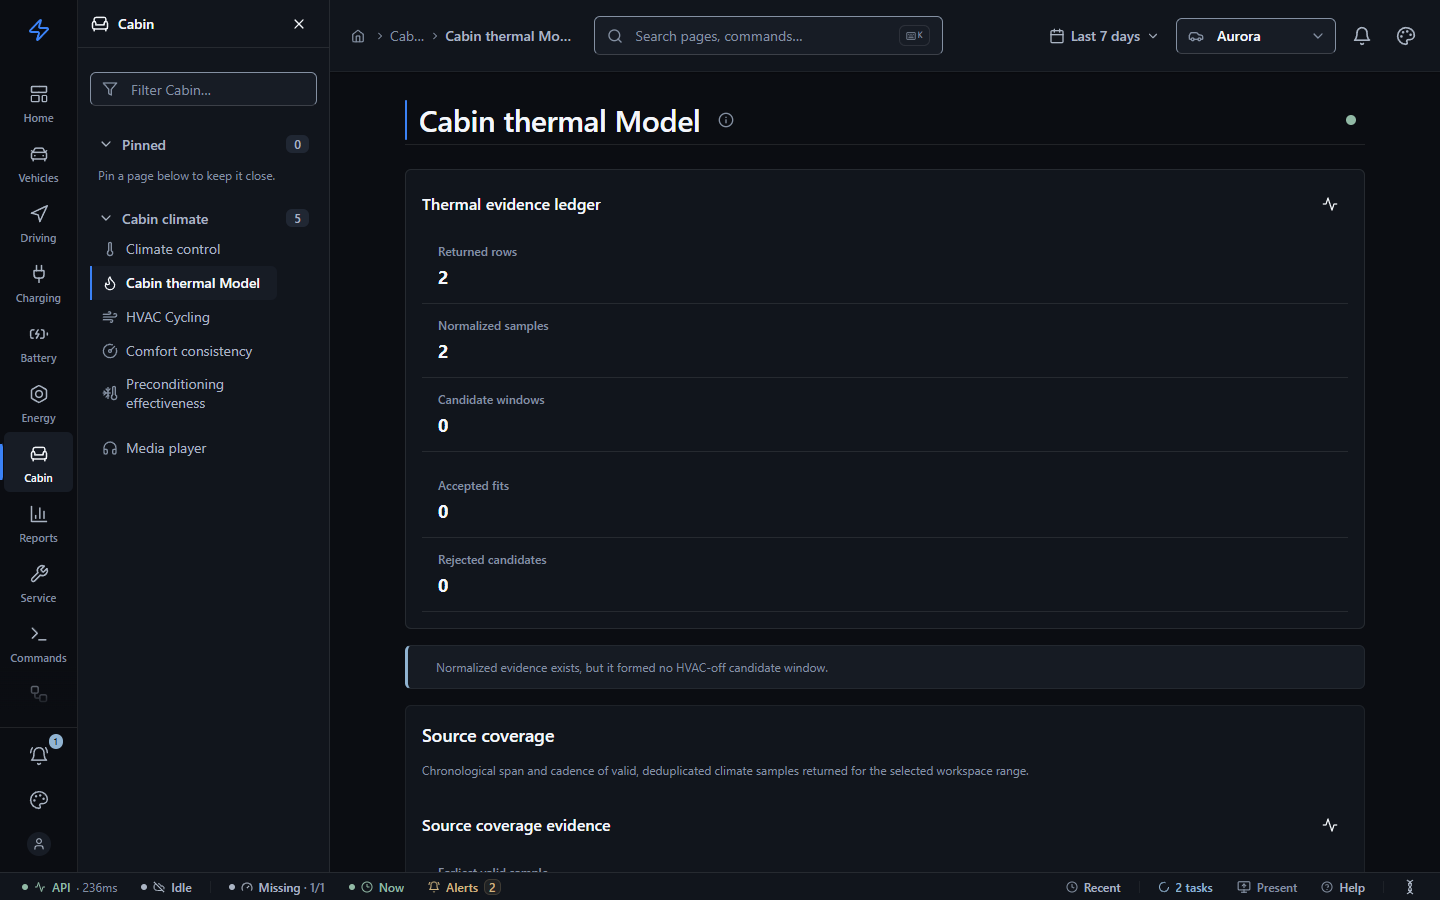 Cabin
Cab...
Cabin thermal Mo...
Search pages, commands...
K
Last 7 days
Aurora
Home
Vehicles
Driving
Charging
Battery
Energy
Cabin
Reports
Service
Commands
1
Filter Cabin...
Pinned
0
Pin a page below to keep it close.
Cabin climate
5
Climate control
Cabin thermal Model
HVAC Cycling
Comfort consistency
Preconditioning
effectiveness
Media player
Cabin thermal Model
Thermal evidence ledger
Returned rows
2
Normalized samples
2
Candidate windows
0
Accepted fits
0
Rejected candidates
0
Normalized evidence exists, but it formed no HVAC-off candidate window.
Source coverage
Chronological span and cadence of valid, deduplicated climate samples returned for the selected workspace range.
Source coverage evidence
Earliest valid sample
API · 236ms
Idle
Missing · 1/1
Now
Alerts 2
Recent
2 tasks
Present
Help